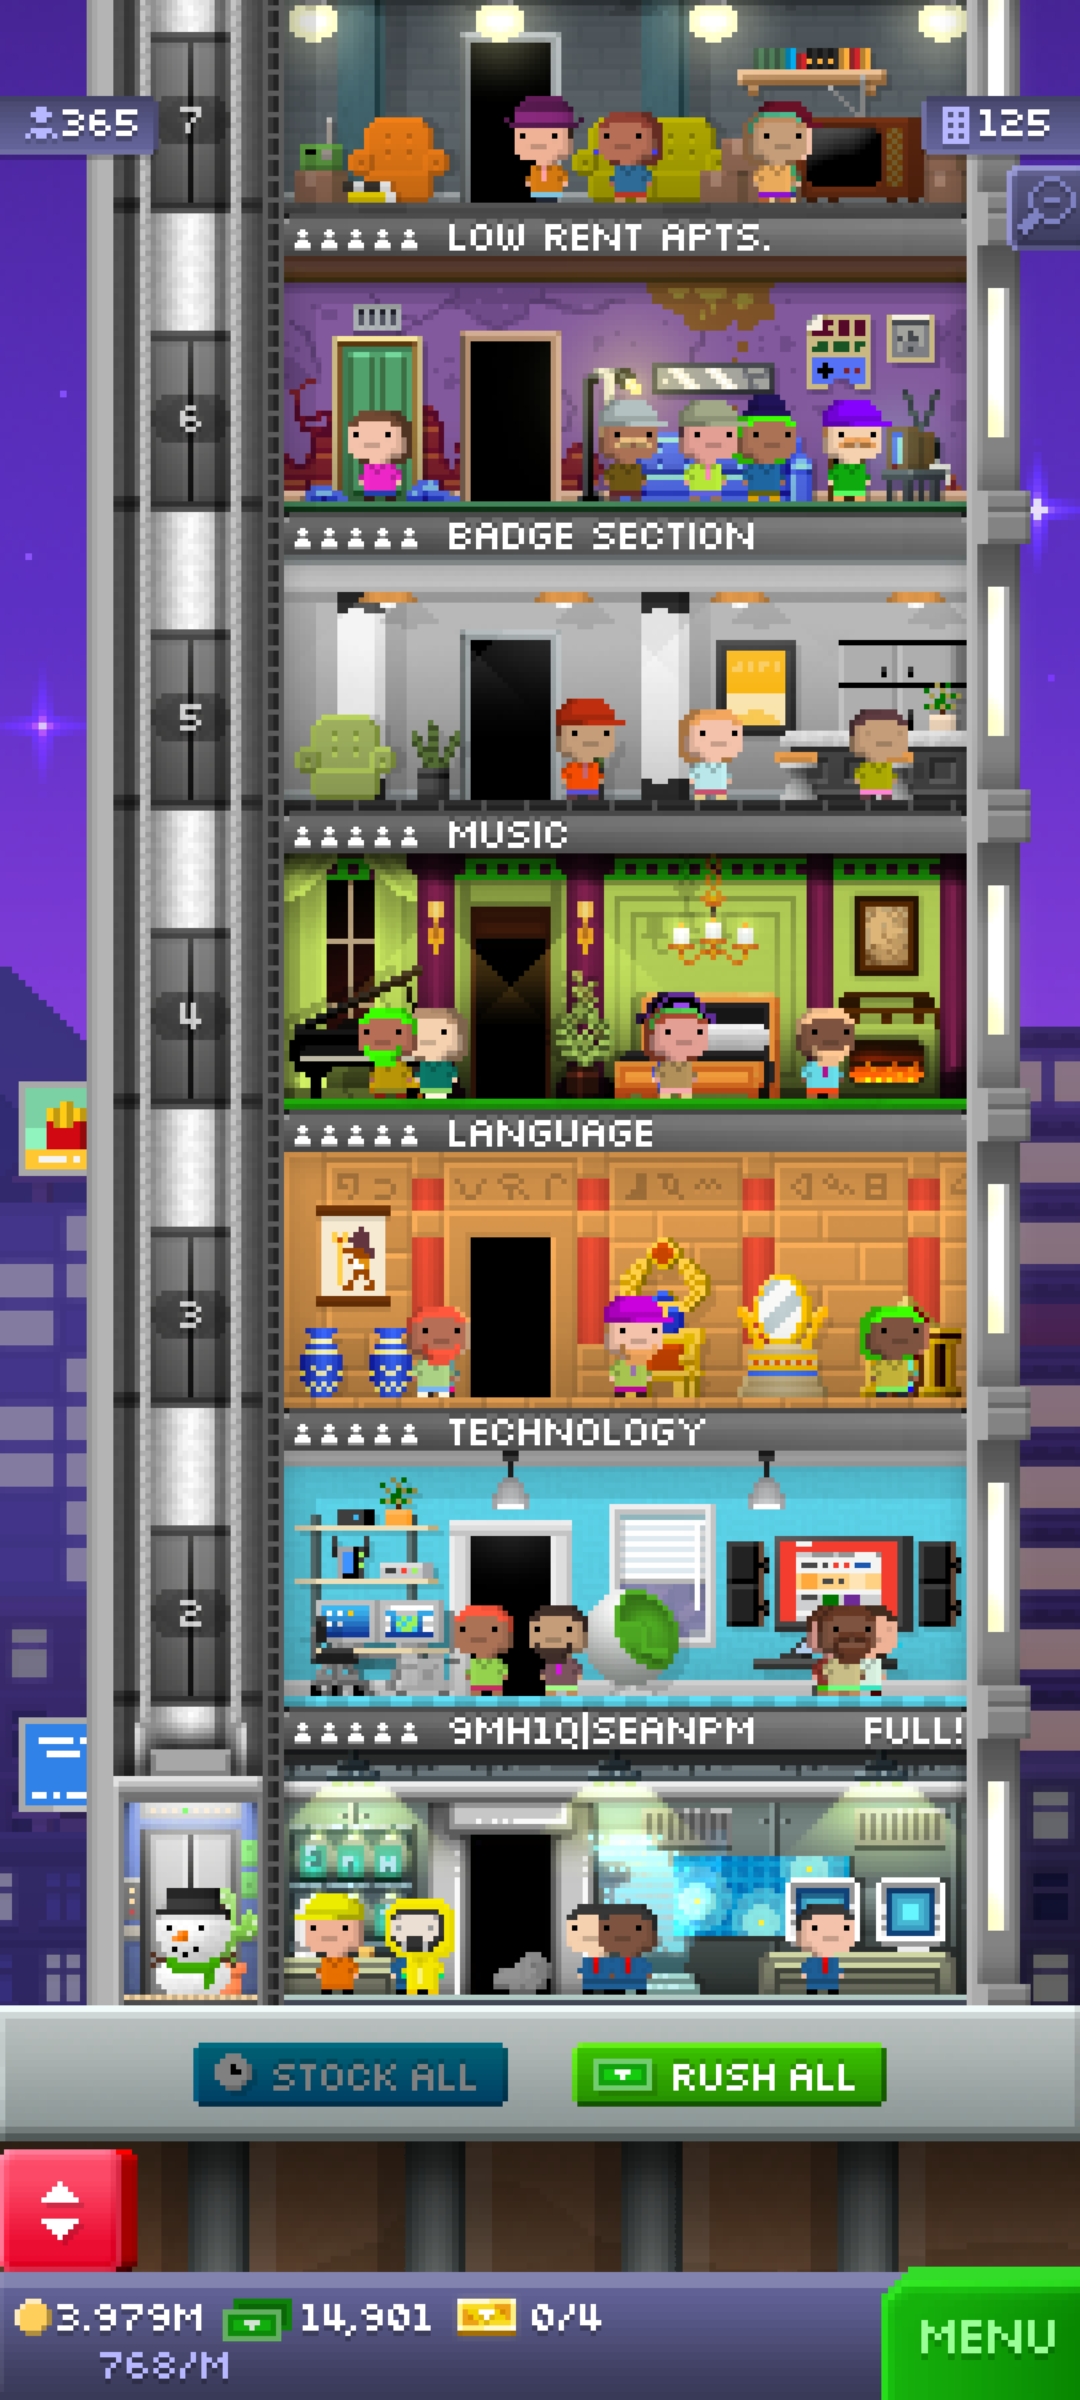 7
365
125
LOW RENT APTS.
6
BADGE SECTION
5
MUSIC
4
LANGUAGE
3
TECHNOLOGY
2
9MH1Q|SEANPM FULL!
STOCK ALL
RUSH ALL
3.979M
14,901
0/4
768/M
MENU